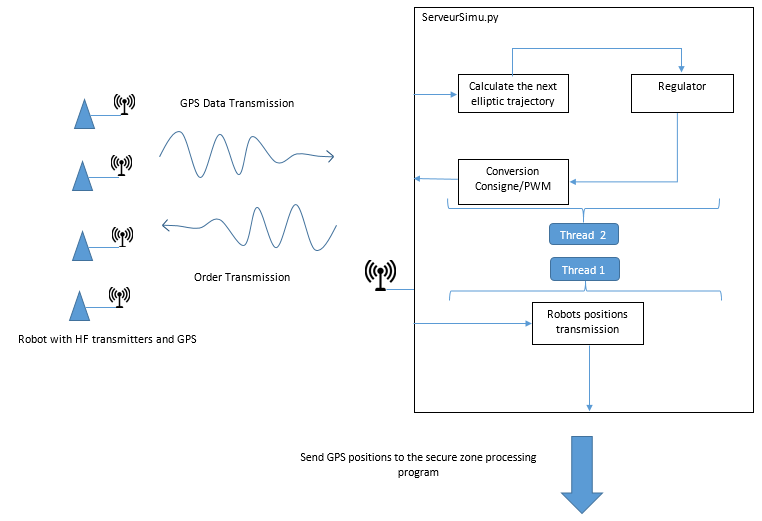 ServeurSimu.py
GPS Data Transmission
Calculate the next
elliptic trajectory
Regulator
Conversion
Consigne/PWM
Thread 2
Thread 1
Order Transmission
Robots positions
transmission
Robot with HF transmitters and GPS
Send GPS positions to the secure zone processing
program